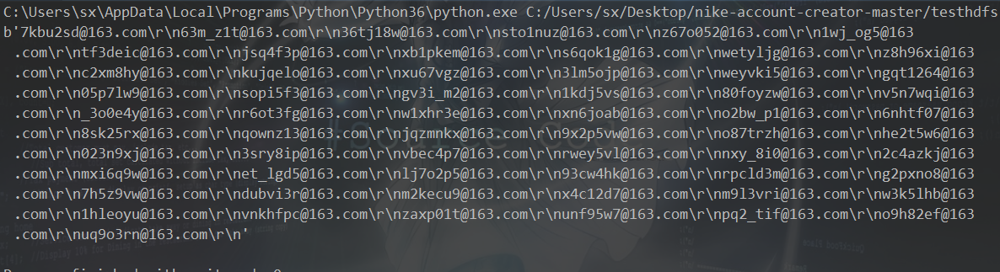 C:\Users\sx\AppData\Local\Programs\Python\Python36\python.exe C:/Users/sx/Desktop/nike-account-creator-master/testhdfs
b'7kbu2sd@163.com\r\n63m_z1t@163.com\r\n36tj18w@163.com\r\nsto1nuz@163.com\r\nz67o052@163.com\r\n1wj_og5@163
.com\r\ntf3deic@163.com\r\njsq4f3p@163.com\r\nxb1pkem@163.com\r\ns6qok1g@163.com\r\nwetyljg@163.com\r\nz8h96xi@163
.com\r\nc2xm8hy@163.com\r\nkujqelo@163.com\r\nxu67vgz@163.com\r\n3lm5ojp@163.com\r\nweyvki5@163.com\r\ngqt1264@163
.com\r\n05p7lw9@163.com\r\nsopi5f3@163.com\r\ngv3i_m2@163.com\r\n1kdj5vs@163.com\r\n80foyzw@163.com\r\nv5n7wqi@163
.com\r\n_3o0e4y@163.com\r\nr6ot3fg@163.com\r\nw1xhr3e@163.com\r\nxn6joab@163.com\r\no2bw_p1@163.com\r\n6nhtf07@163
.com\r\n8sk25rx@163.com\r\nqownz13@163.com\r\njqzmnkx@163.com\r\n9x2p5vw@163.com\r\no87trzh@163.com\r\nhe2t5w6@163
.com\r\n023n9xj@163.com\r\n3sry8ip@163.com\r\nvbec4p7@163.com\r\nrwey5vl@163.com\r\nnxy_8i0@163.com\r\n2c4azkj@163
.com\r\nmxi6q9w@163.com\r\net_lgd5@163.com\r\nlj7o2p5@163.com\r\n93cw4hk@163.com\r\nrpcld3m@163.com\r\ng2pxno8@163
.com\r\n7h5z9vw@163.com\r\ndubvi3r@163.com\r\nm2kecu9@163.com\r\nx4c12d7@163.com\r\nm9l3vri@163.com\r\nw3k5lhb@163
.com\r\n1hleoyu@163.com\r\nvnkhfpc@163.com\r\nzaxp01t@163.com\r\nunf95w7@163.com\r\npq2_tif@163.com\r\no9h82ef@163
.com\r\nuq9o3rn@163.com\r\n'